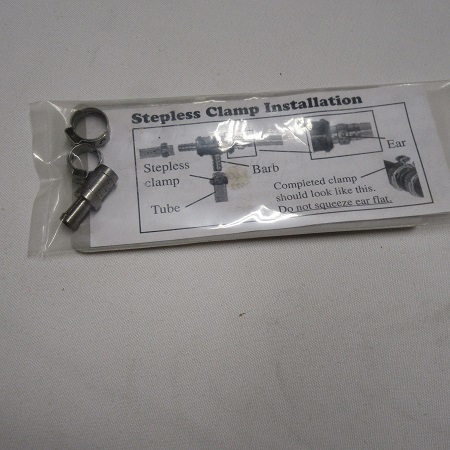 Stepless Clamp Installation
Ear
Stepless
clamp
Barb
Tube
Completed clamp
should look like this.
Do not squeeze ear flat.